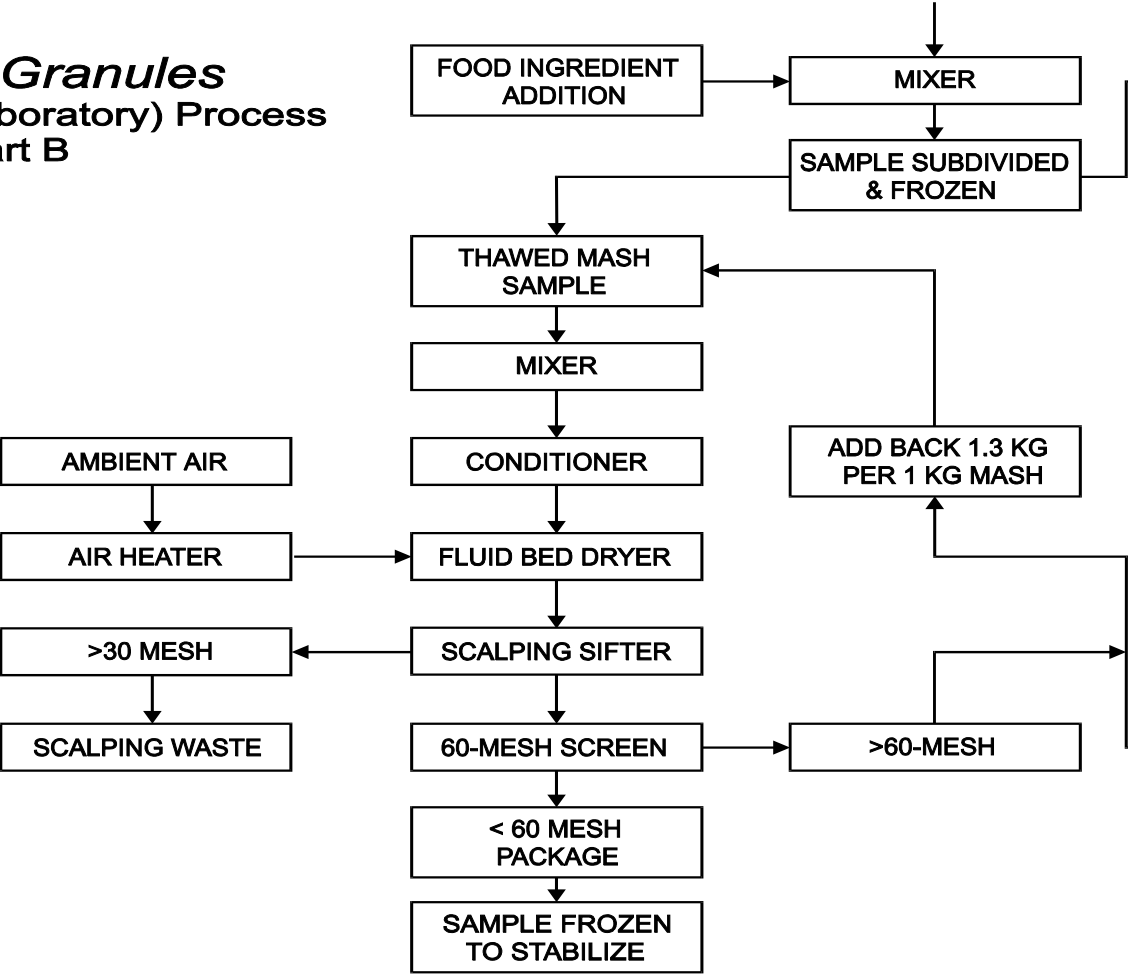 Granules
boratory) Process
art B
FOOD INGREDIENT
ADDITION
MIXER
SAMPLE SUBDIVIDED
& FROZEN
THAWED MASH
SAMPLE
MIXER
AMBIENT AIR
CONDITIONER
ADD BACK 1.3 KG
PER 1 KG MASH
AIR HEATER
FLUID BED DRYER
>30 MESH
SCALPING SIFTER
SCALPING WASTE
60-MESH SCREEN
>60-MESH
< 60 MESH
PACKAGE
SAMPLE FROZEN
TO STABILIZE